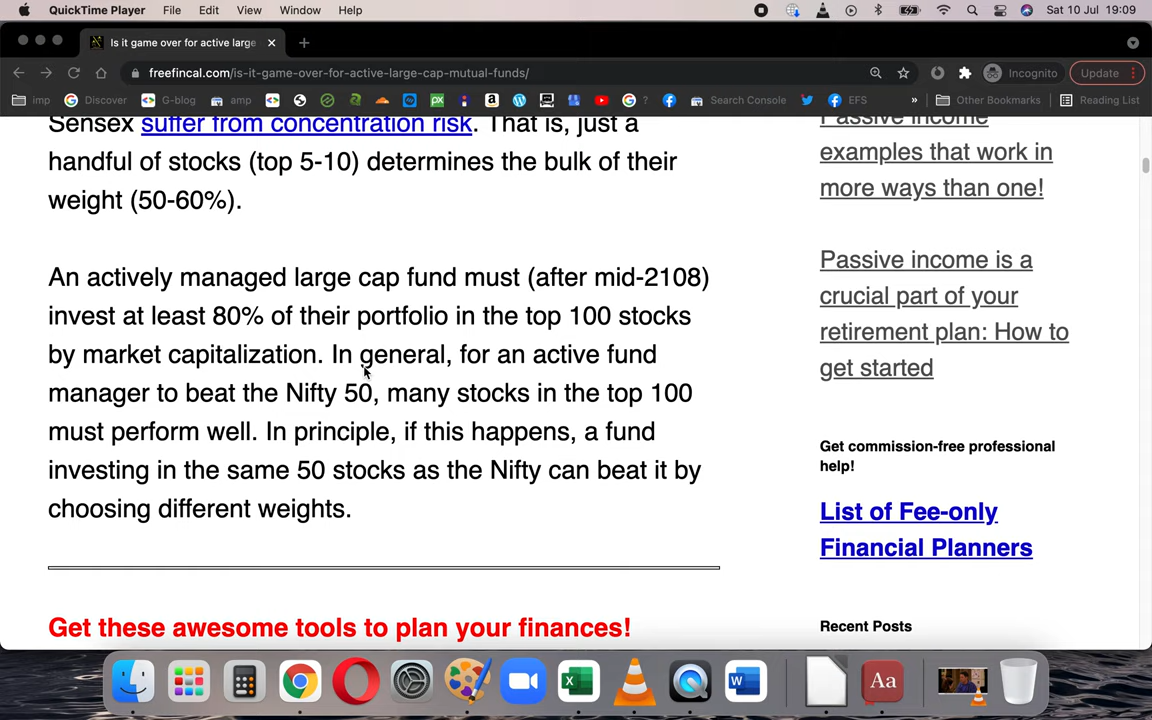 QuickTime Player File Edit View Window Help Sat 10 Jul 19:09
Is it game over for active large
freefincal.com/is-it-game-over-for-active-large-cap-mutual-funds/ Incognito Update
imp Discover G-blog amp ? Search Console EFS » Other Bookmarks Reading List
Sensex suffer from concentration risk. That is, just a
handful of stocks (top 5-10) determines the bulk of their
weight (50-60%).
An actively managed large cap fund must (after mid-2108)
invest at least 80% of their portfolio in the top 100 stocks
by market capitalization. In general, for an active fund
manager to beat the Nifty 50, many stocks in the top 100
must perform well. In principle, if this happens, a fund
investing in the same 50 stocks as the Nifty can beat it by
choosing different weights.
Get these awesome tools to plan your finances!
Passive income
examples that work in
more ways than one!
Passive income is a
crucial part of your
retirement plan: How to
get started
Get commission-free professional
help!
List of Fee-only
Financial Planners
Recent Posts